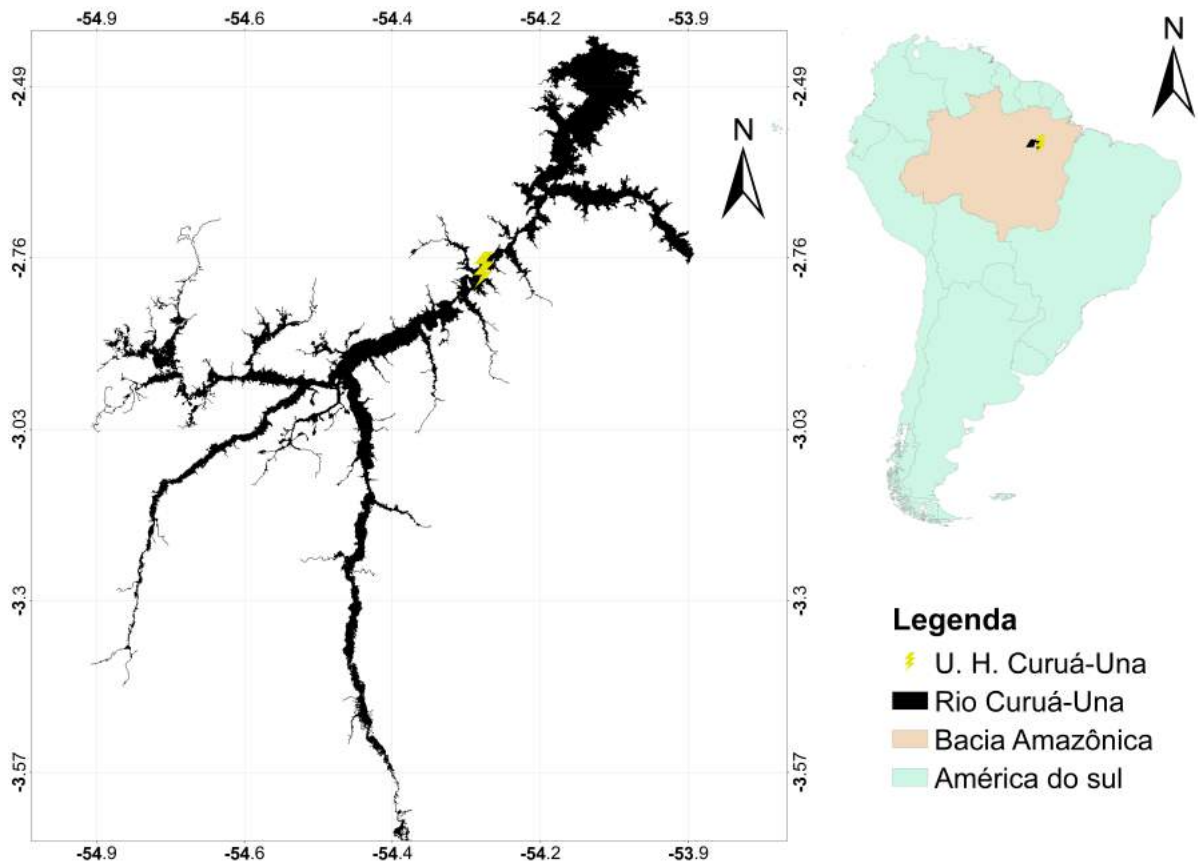 -54.9 -54.6 -54.4 -54.2 -53.9
N
-2.49 -2.49
N
-2.76 -2.76
-3.03 -3.03
-3.3 -3.3
Legenda
U. H. Curuá-Una
Rio Curuá-Una
Bacia Amazônica
-3.57 -3.57
América do sul
-54.9 -54.6 -54.4 -54.2 -53.9